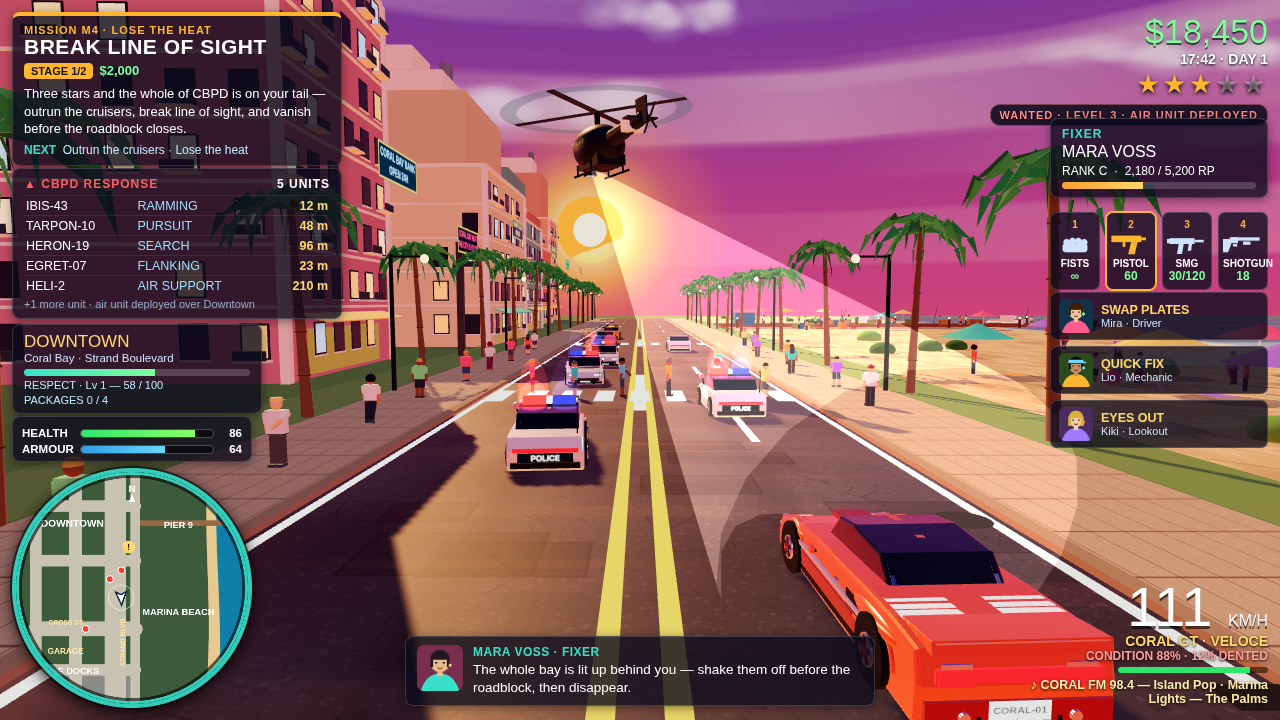 MISSION M4 · LOSE THE HEAT
BREAK LINE OF SIGHT
STAGE 1/2 $2,000
Three stars and the whole of CBPD is on your tail —
outrun the cruisers, break line of sight, and vanish
before the roadblock closes.
NEXT Outrun the cruisers · Lose the heat
▲ CBPD RESPONSE 5 UNITS
IBIS-43 RAMMING 12 m
TARPON-10 PURSUIT 48 m
HERON-19 SEARCH 96 m
EGRET-07 FLANKING 23 m
HELI-2 AIR SUPPORT 210 m
+1 more unit · air unit deployed over Downtown
DOWNTOWN
Coral Bay · Strand Boulevard
RESPECT · Lv 1 — 58 / 100
PACKAGES 0 / 4
HEALTH 86
ARMOUR 64
N
DOWNTOWN
PIER 9
!
MARINA BEACH
CROSS ST
STRAND BLVD
GARAGE
DOCKS
CORAL BAY BANK
OPEN 24H
POLICE
POLICE
$18,450
17:42 · DAY 1
WANTED · LEVEL 3 · AIR UNIT DEPLOYED
FIXER
MARA VOSS
RANK C · 2,180 / 5,200 RP
1 FISTS ∞
2 PISTOL 60
3 SMG 30/120
4 SHOTGUN 18
SWAP PLATES
Mira · Driver
QUICK FIX
Lio · Mechanic
EYES OUT
Kiki · Lookout
MARA VOSS · FIXER
The whole bay is lit up behind you — shake them off before the
roadblock, then disappear.
111 KM/H
CORAL GT · VELOCE
CONDITION 88% · 12% DENTED
♪ CORAL FM 98.4 — Island Pop · Marina
Lights — The Palms
CORAL-01